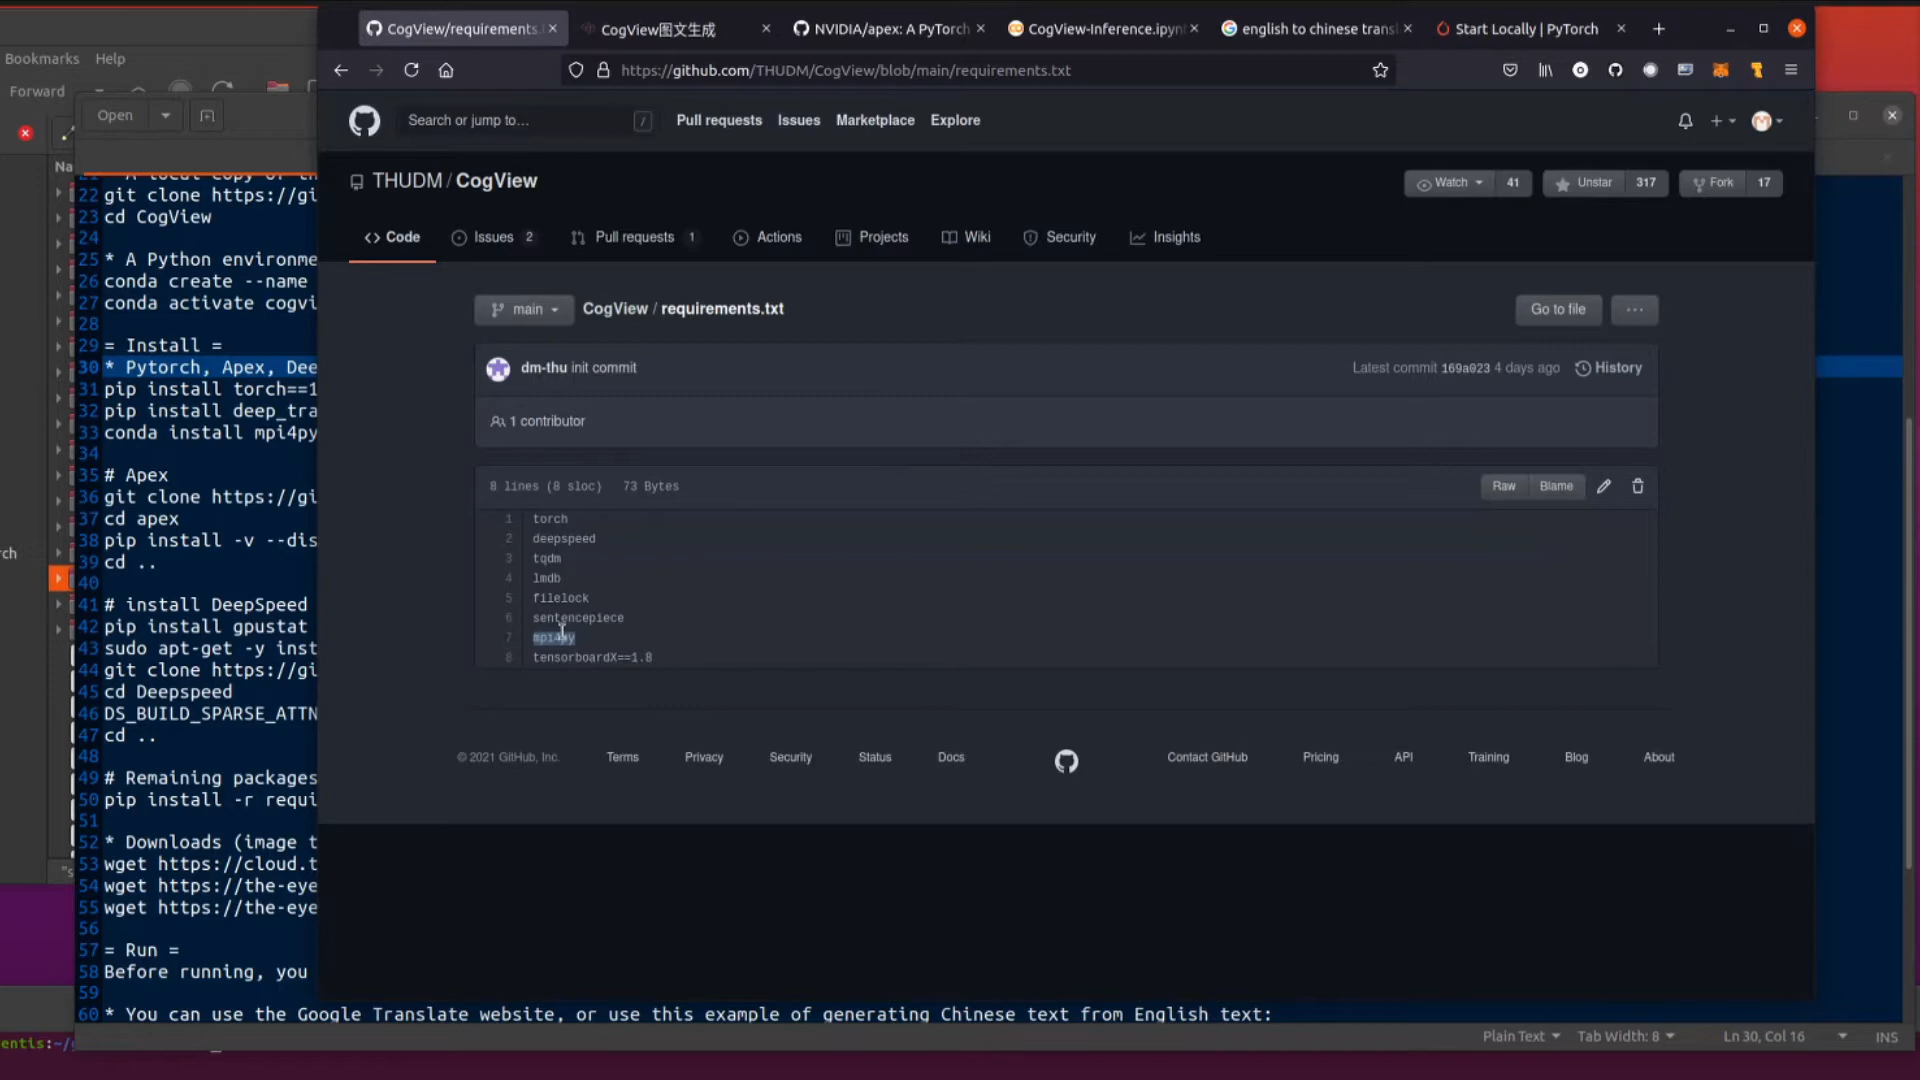 CogView/requirements.
CogView图文生成
NVIDIA/apex: A PyTorch
CogView-Inference.ipyn
english to chinese trans
Start Locally | PyTorch
Bookmarks Help
https://github.com/THUDM/CogView/blob/main/requirements.txt
Forward
Open
Search or jump to…
/
Pull requests Issues Marketplace Explore
Na
THUDM / CogView
Watch 41
Unstar 317
Fork 17
Code
Issues 2
Pull requests 1
Actions
Projects
Wiki
Security
Insights
22 git clone https://gi
23 cd CogView
24
25 * A Python environme
26 conda create --name
27 conda activate cogvi
28
29 = Install =
30 * Pytorch, Apex, Dee
31 pip install torch==1
32 pip install deep_tra
33 conda install mpi4py
34
35 # Apex
36 git clone https://gi
37 cd apex
38 pip install -v --dis
39 cd ..
40
41 # install DeepSpeed
42 pip install gpustat
43 sudo apt-get -y inst
44 git clone https://gi
45 cd Deepspeed
46 DS_BUILD_SPARSE_ATTN
47 cd ..
48
49 # Remaining packages
50 pip install -r requi
51
52 * Downloads (image t
53 wget https://cloud.t
54 wget https://the-eye
55 wget https://the-eye
56
57 = Run =
58 Before running, you
59
60 * You can use the Google Translate website, or use this example of generating Chinese text from English text:
rch
main
CogView / requirements.txt
Go to file
...
dm-thu init commit
Latest commit 169a023 4 days ago
History
1 contributor
8 lines (8 sloc) 73 Bytes
Raw Blame
1 torch
2 deepspeed
3 tqdm
4 lmdb
5 filelock
6 sentencepiece
7 mpi4py
8 tensorboardX==1.8
© 2021 GitHub, Inc.
Terms
Privacy
Security
Status
Docs
Contact GitHub
Pricing
API
Training
Blog
About
"s
entis:~/g
Plain Text
Tab Width: 8
Ln 30, Col 16
INS